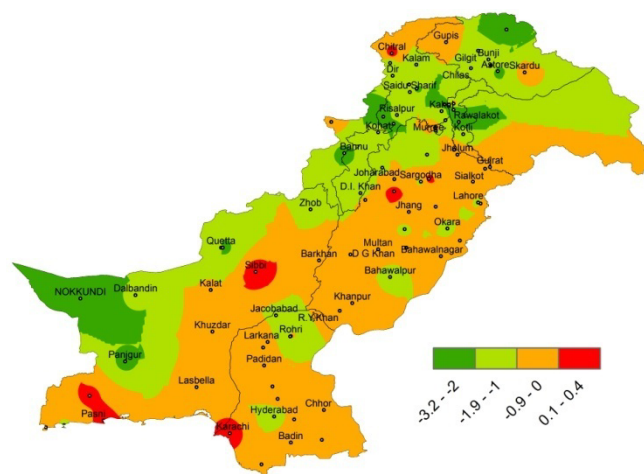 Gupis
Chitral
Kalam
Gilgit
Bunji
Astore
Skardu
Chilas
Dir
Saidu Sharif
Risalpur
Kakul
Rawalakot
Kohat
Murree
Kotli
Bannu
Jhelum
Gujrat
Joharabad
Sargodha
Sialkot
D.I. Khan
Lahore
Zhob
Jhang
Okara
Quetta
Multan
Sibbi
Barkhan
D G Khan
Bahawalnagar
NOKKUNDI
Dalbandin
Kalat
Bahawalpur
Khanpur
Jacobabad
R.Y.Khan
Khuzdar
Rohri
Larkana
Panjgur
Padidan
Lasbella
Pasni
Hyderabad
Chhor
Karachi
Badin
-3.2 - -2
-1.9 - -1
-0.9 - 0
0.1 - 0.4